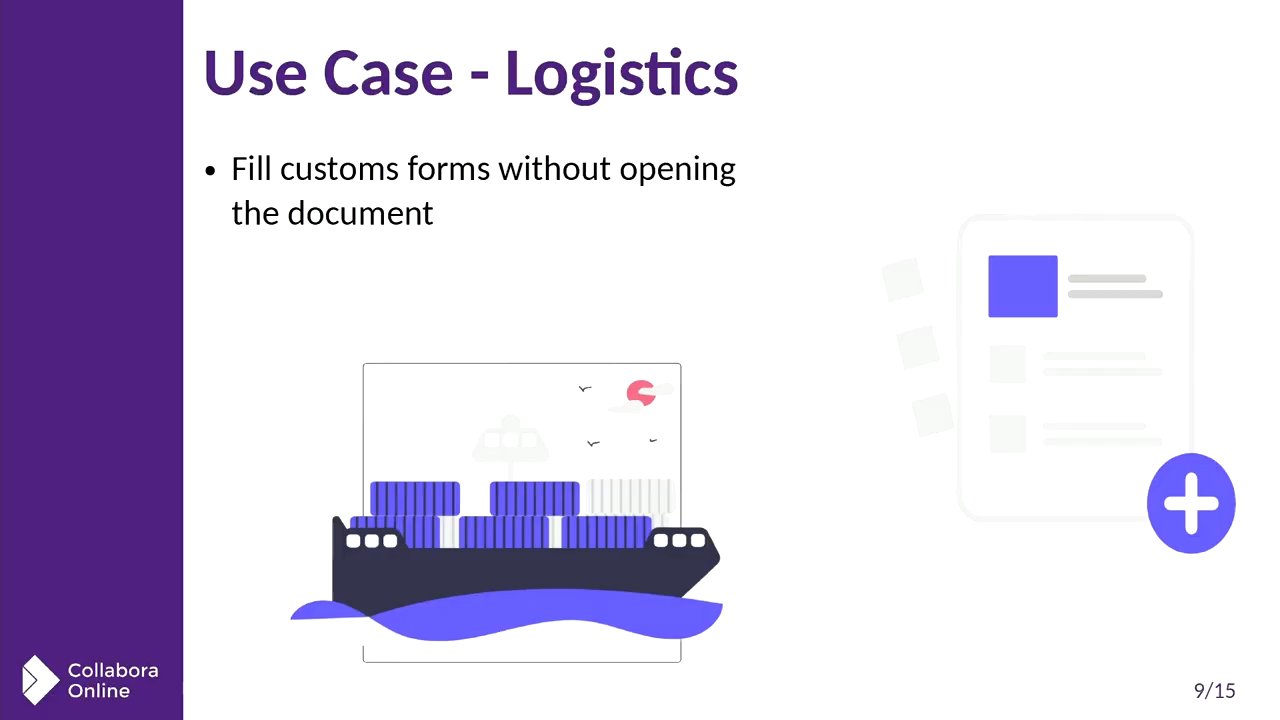 Use Case - Logistics
• Fill customs forms without opening
the document
Collabora
Online
9/15